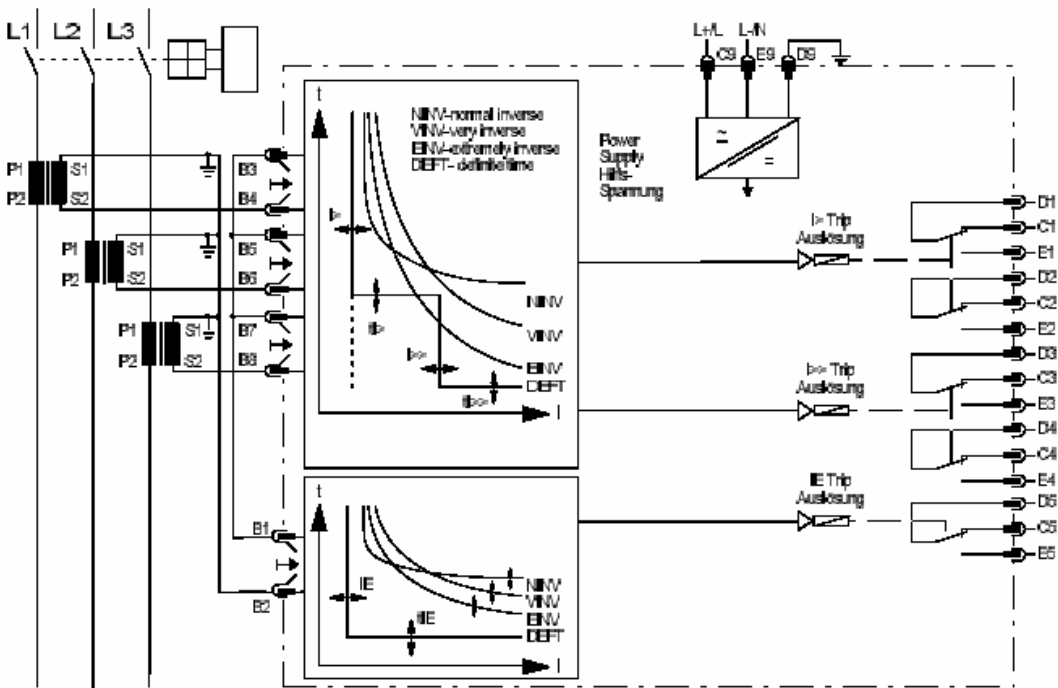 L1 L2 L3
L+/L L-/N
C9 E9 D9
t
NINV-normal inverse
VINV-very inverse
EINV-extremely inverse
DEFT- definite time
Power
Supply
Hilfs-
Spannung
P1 S1
P2 S2
P1 S1
P2 S2
P1 S1
P2 S2
B3
B4
B5
B6
B7
B8
I>
tI>
I>>
tI>>
NINV
VINV
EINV
DEFT
I
I> Trip
Auslösung
I>> Trip
Auslösung
IE Trip
Auslösung
D1
C1
E1
D2
C2
E2
D3
C3
E3
D4
C4
E4
D5
C5
E5
B1
B2
t
IE
tIE
NINV
VINV
EINV
DEFT
I